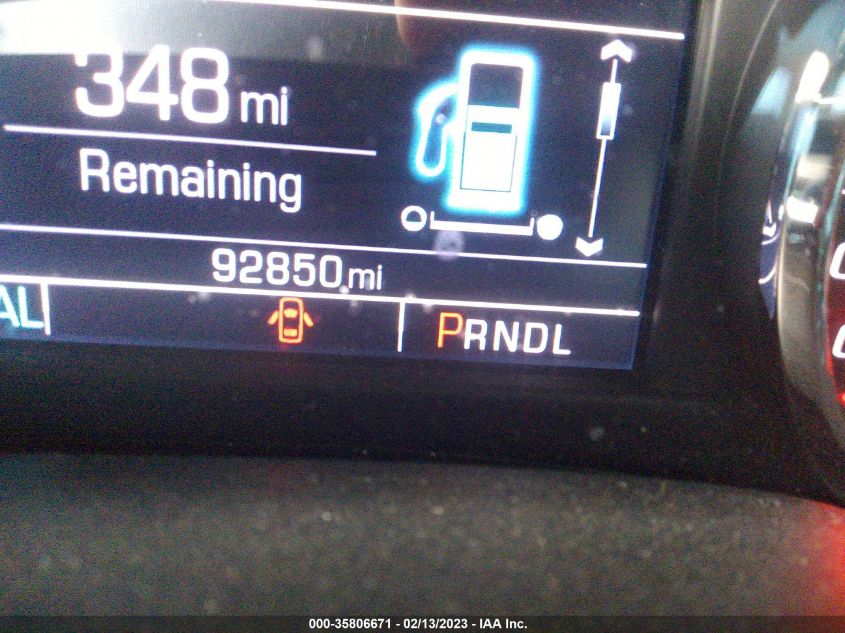 348 mi
Remaining
92850 mi
AL
PRNDL
000-35806671 - 02/13/2023 - IAA Inc.